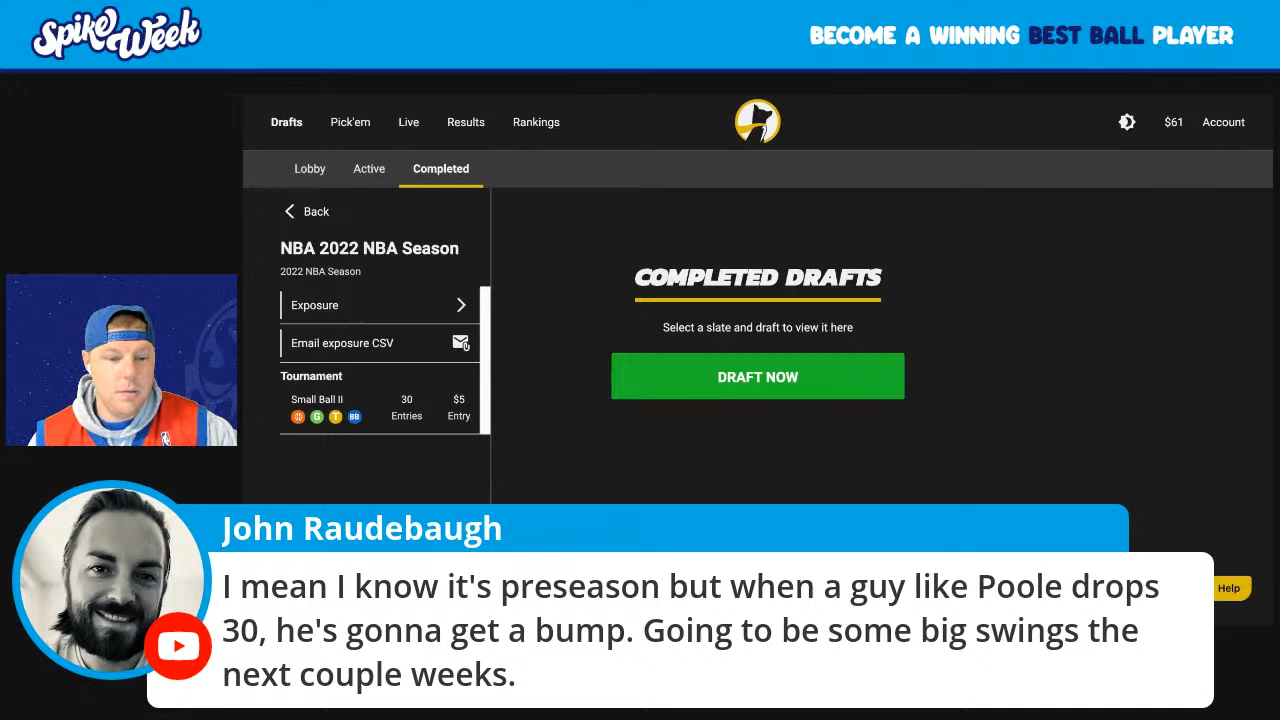 Spike Week
BECOME A WINNING BEST BALL PLAYER
Drafts Pick'em Live Results Rankings $61 Account
Lobby Active Completed
Back
NBA 2022 NBA Season
2022 NBA Season
Exposure
Email exposure CSV
Tournament
Small Ball II 30 $5
G T BB Entries Entry
COMPLETED DRAFTS
Select a slate and draft to view it here
DRAFT NOW
Help
John Raudebaugh
I mean I know it's preseason but when a guy like Poole drops
30, he's gonna get a bump. Going to be some big swings the
next couple weeks.